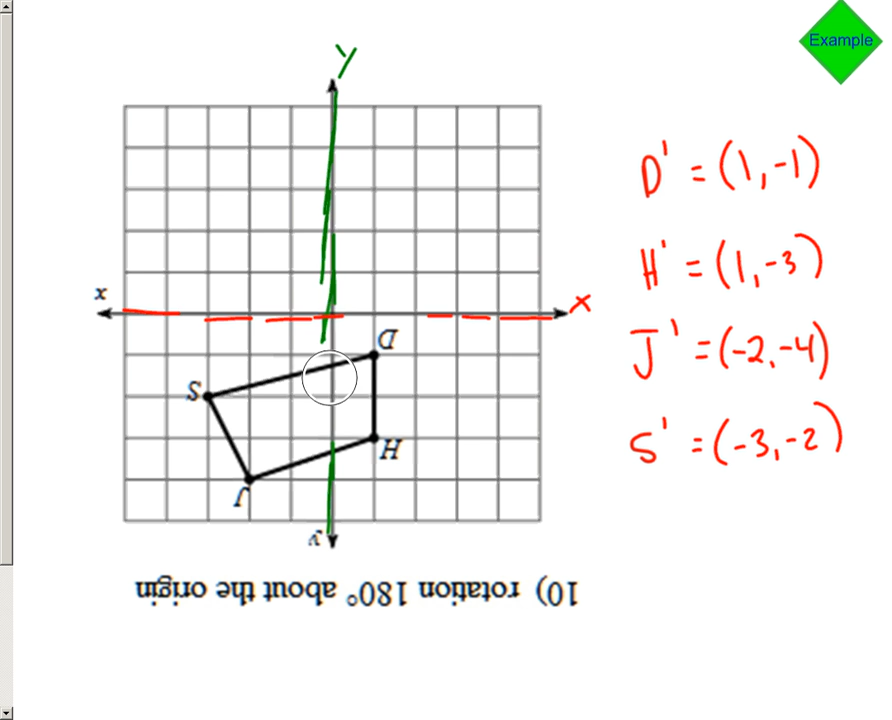 Example
y
x
x
D' = (1, -1)
H' = (1, -3)
J' = (-2, -4)
S' = (-3, -2)
D
S
H
J
y
10) rotation 180° about the origin